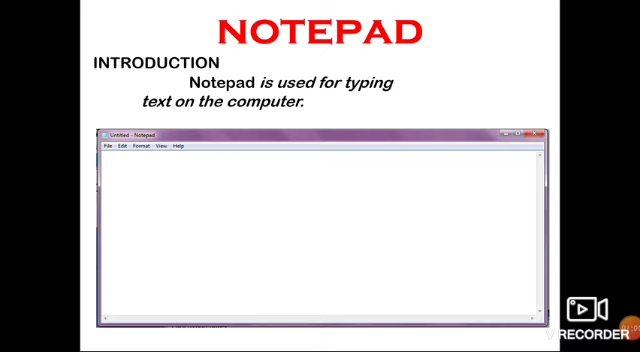 NOTEPAD
INTRODUCTION
Notepad is used for typing
text on the computer.
Untitled - Notepad
File Edit Format View Help
V RECORDER